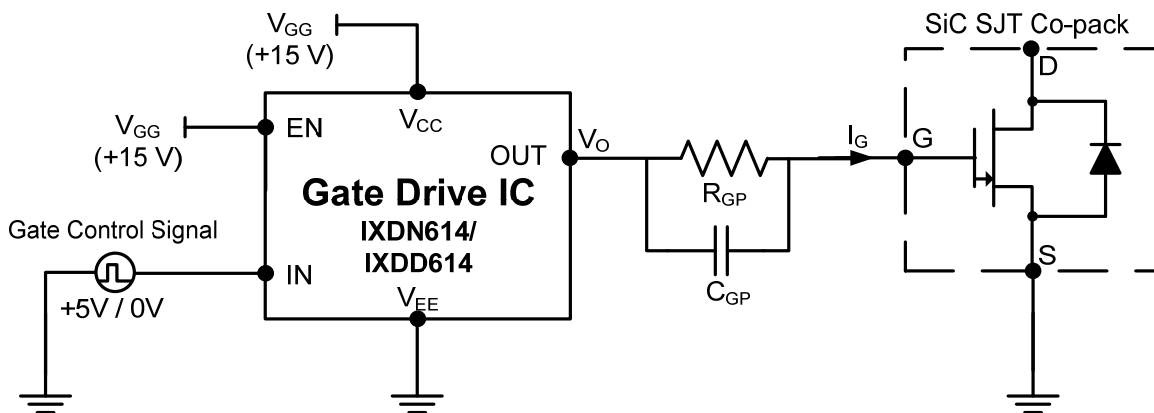 V_GG
(+15 V)
SiC SJT Co-pack
D
V_GG
(+15 V)
EN
V_CC
OUT
V_O
I_G
G
Gate Drive IC
IXDN614/
IXDD614
R_GP
Gate Control Signal
IN
+5V / 0V
V_EE
C_GP
S